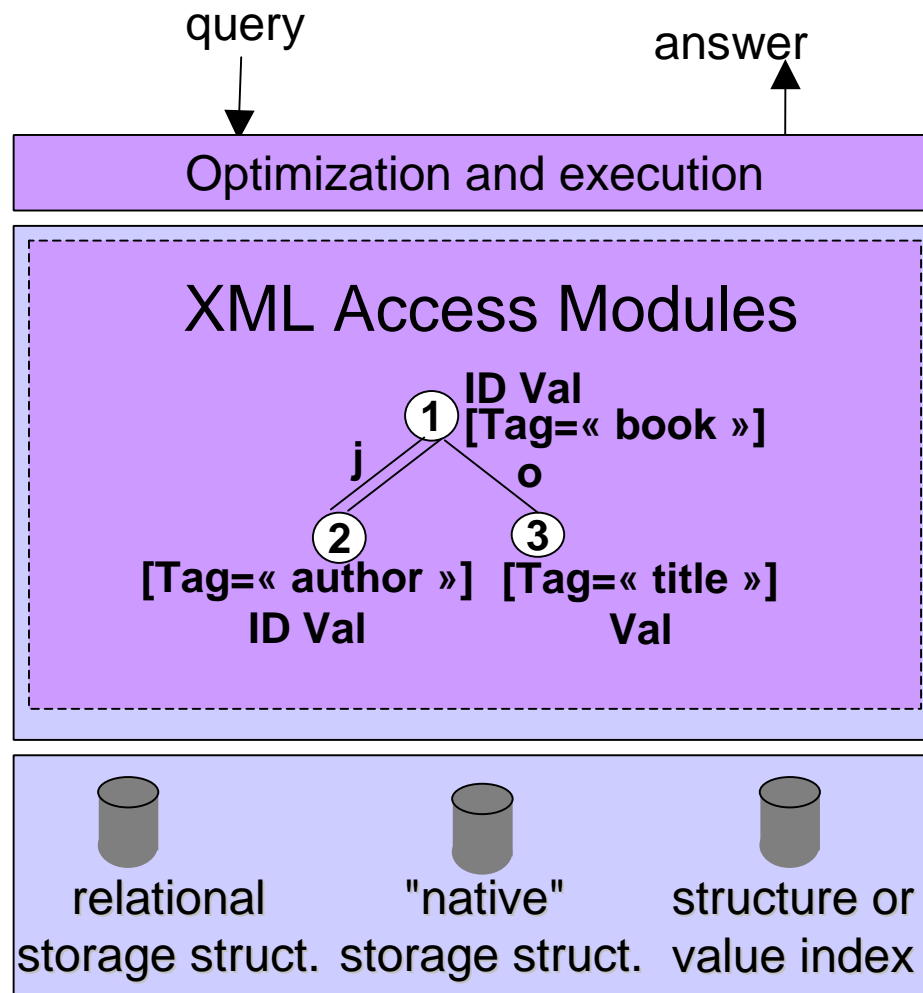 query
answer
Optimization and execution
XML Access Modules
1
ID Val
[Tag=« book »]
j
o
2
3
[Tag=« author »]
[Tag=« title »]
ID Val
Val
relational
storage struct.
"native"
storage struct.
structure or
value index